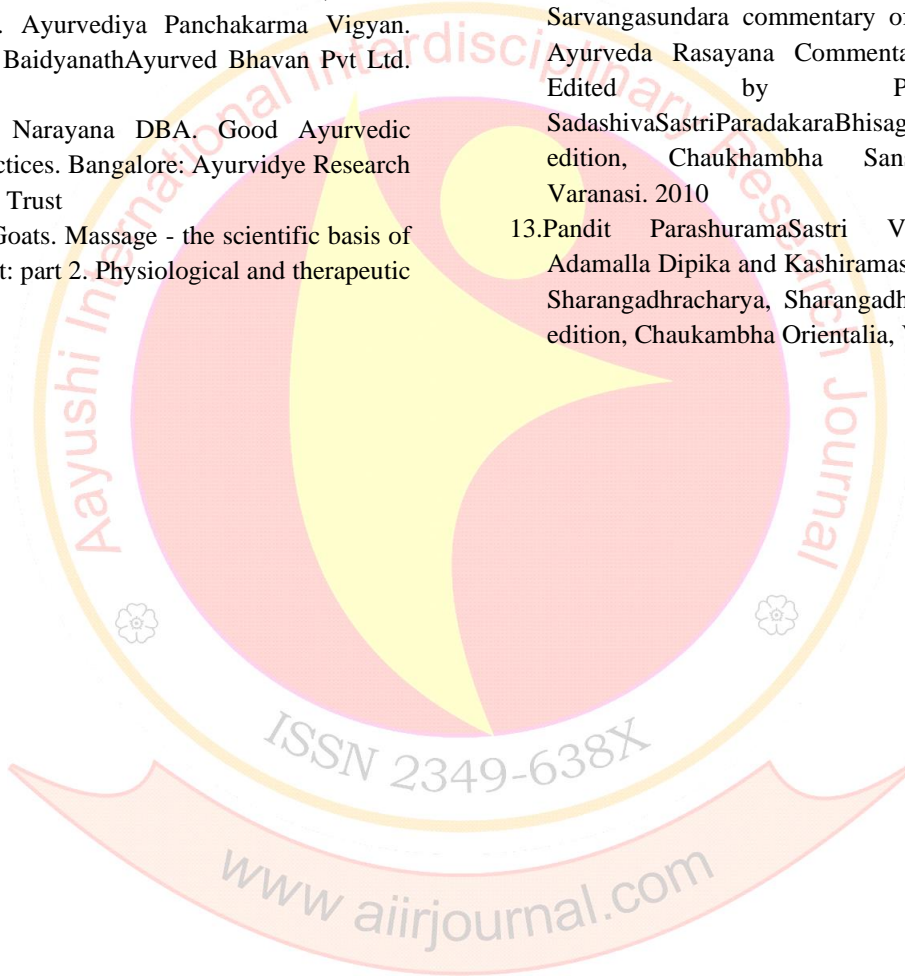 . Ayurvediya Panchakarma Vigyan.
BaidyanathAyurved Bhavan Pvt Ltd.
Narayana DBA. Good Ayurvedic
ctices. Bangalore: Ayurvidye Research
Trust
Goats. Massage - the scientific basis of
t: part 2. Physiological and therapeutic
Sarvangasundara commentary of
Ayurveda Rasayana Commenta
Edited by P
SadashivaSastriParadakaraBhisag
edition, Chaukhambha Sans
Varanasi. 2010
13.Pandit ParashuramaSastri V
Adamalla Dipika and Kashiramas
Sharangadhracharya, Sharangadh
edition, Chaukambha Orientalia, V
Aayushi International Interdisciplinary Research Journal
ISSN 2349-638X
www aiirjournal.com